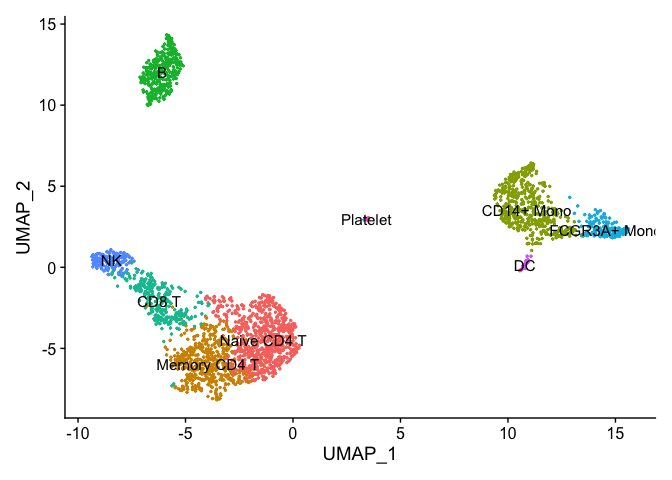 15
B
10
5
CD14+ Mono
Platelet
FCGR3A+ Mono
UMAP_2
0
NK
DC
CD8 T
Naive CD4 T
-5
Memory CD4 T
-10
-5
0
5
10
15
UMAP_1